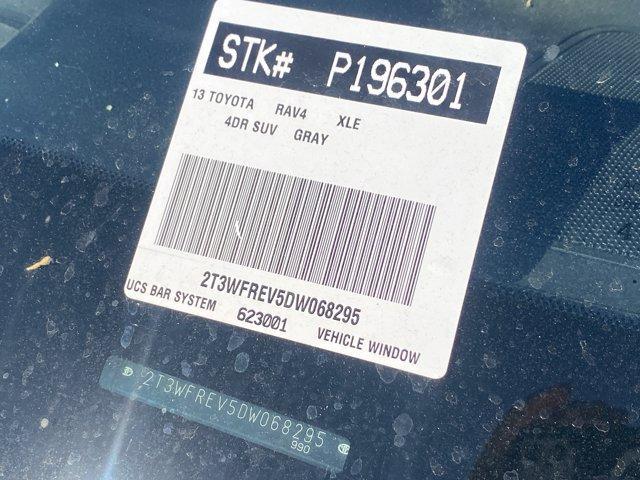 STK# P196301
13 TOYOTA RAV4 XLE
4DR SUV GRAY
2T3WFREV5DW068295
UCS BAR SYSTEM 623001 VEHICLE WINDOW
2T3WFREV5DW068295
990